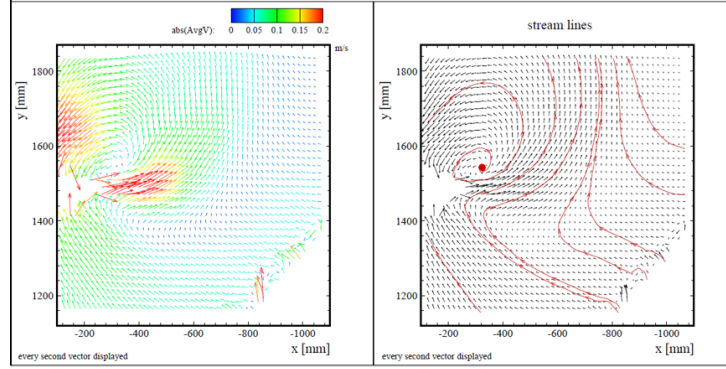 abs(AvgV): 0 0.05 0.1 0.15 0.2
m/s
y [mm]
1800
1600
1400
1200
-200 -400 -600 -800 -1000
x [mm]
every second vector displayed
stream lines
y [mm]
1800
1600
1400
1200
-200 -400 -600 -800 -1000
x [mm]
every second vector displayed